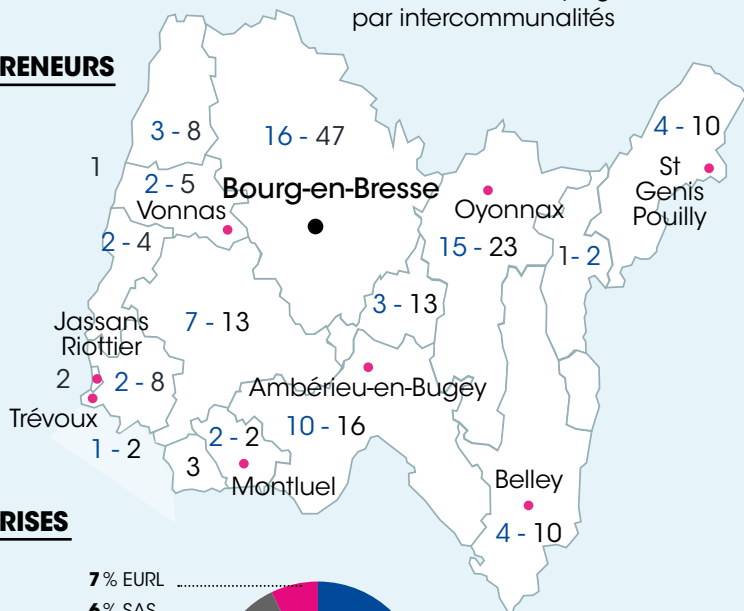 par intercommunalités
RENEURS
3 - 8
16 - 47
4 - 10
1
2 - 5
Bourg-en-Bresse
St
Genis
Pouilly
Vonnas
Oyonnax
2 - 4
15 - 23
1- 2
3 - 13
Jassans
Riottier
7 - 13
2
2 - 8
Ambérieu-en-Bugey
Trévoux
10 - 16
1 - 2
2 - 2
3
Montluel
Belley
4 - 10
RISES
7% EURL
6% SAS